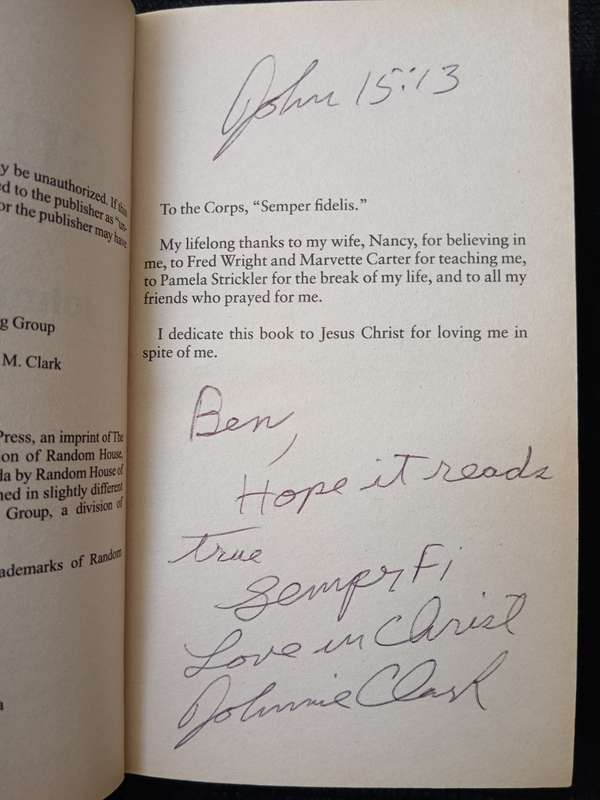 y be unauthorized. If this
ed to the publisher as "un-
or the publisher may have
g Group
M. Clark
Press, an imprint of The
on of Random House,
da by Random House of
ned in slightly different
Group, a division of
ademarks of Random
a
John 15:13
To the Corps, "Semper fidelis."
My lifelong thanks to my wife, Nancy, for believing in
me, to Fred Wright and Marvette Carter for teaching me,
to Pamela Strickler for the break of my life, and to all my
friends who prayed for me.
I dedicate this book to Jesus Christ for loving me in
spite of me.
Ben,
Hope it reads
true
Semper Fi
Love in Christ
Johnnie Clark